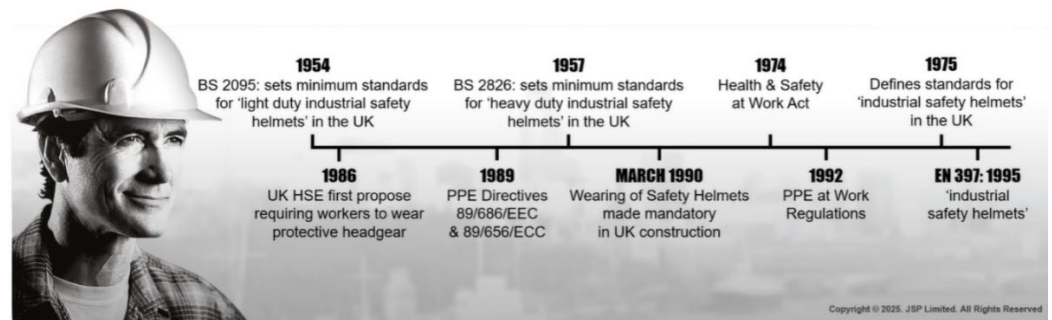 1954
BS 2095: sets minimum standards
for ‘light duty industrial safety
helmets’ in the UK
1957
BS 2826: sets minimum standards
for ‘heavy duty industrial safety
helmets’ in the UK
1974
Health & Safety
at Work Act
1975
Defines standards for
‘industrial safety helmets’
in the UK
1986
UK HSE first propose
requiring workers to wear
protective headgear
1989
PPE Directives
89/686/EEC
& 89/656/ECC
MARCH 1990
Wearing of Safety Helmets
made mandatory
in UK construction
1992
PPE at Work
Regulations
EN 397: 1995
‘industrial
safety helmets’
Copyright © 2025. JSP Limited. All Rights Reserved